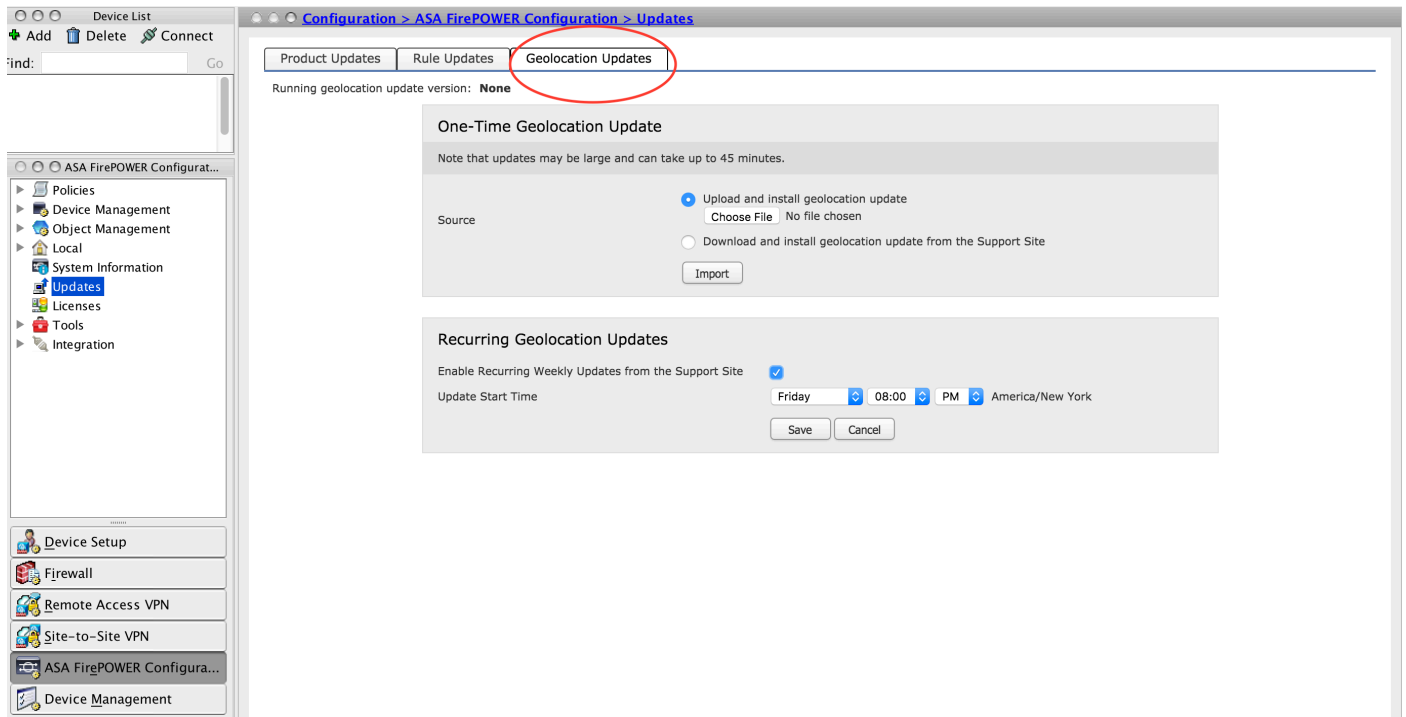 Device List
Add Delete Connect
Find: Go
ASA FirePOWER Configurat...
Policies
Device Management
Object Management
Local
System Information
Updates
Licenses
Tools
Integration
Device Setup
Firewall
Remote Access VPN
Site-to-Site VPN
ASA FirePOWER Configura...
Device Management
Configuration > ASA FirePOWER Configuration > Updates
Product Updates Rule Updates Geolocation Updates
Running geolocation update version: None
One-Time Geolocation Update
Note that updates may be large and can take up to 45 minutes.
Source
Upload and install geolocation update
Choose File No file chosen
Download and install geolocation update from the Support Site
Import
Recurring Geolocation Updates
Enable Recurring Weekly Updates from the Support Site
Update Start Time Friday 08:00 PM America/New York
Save Cancel